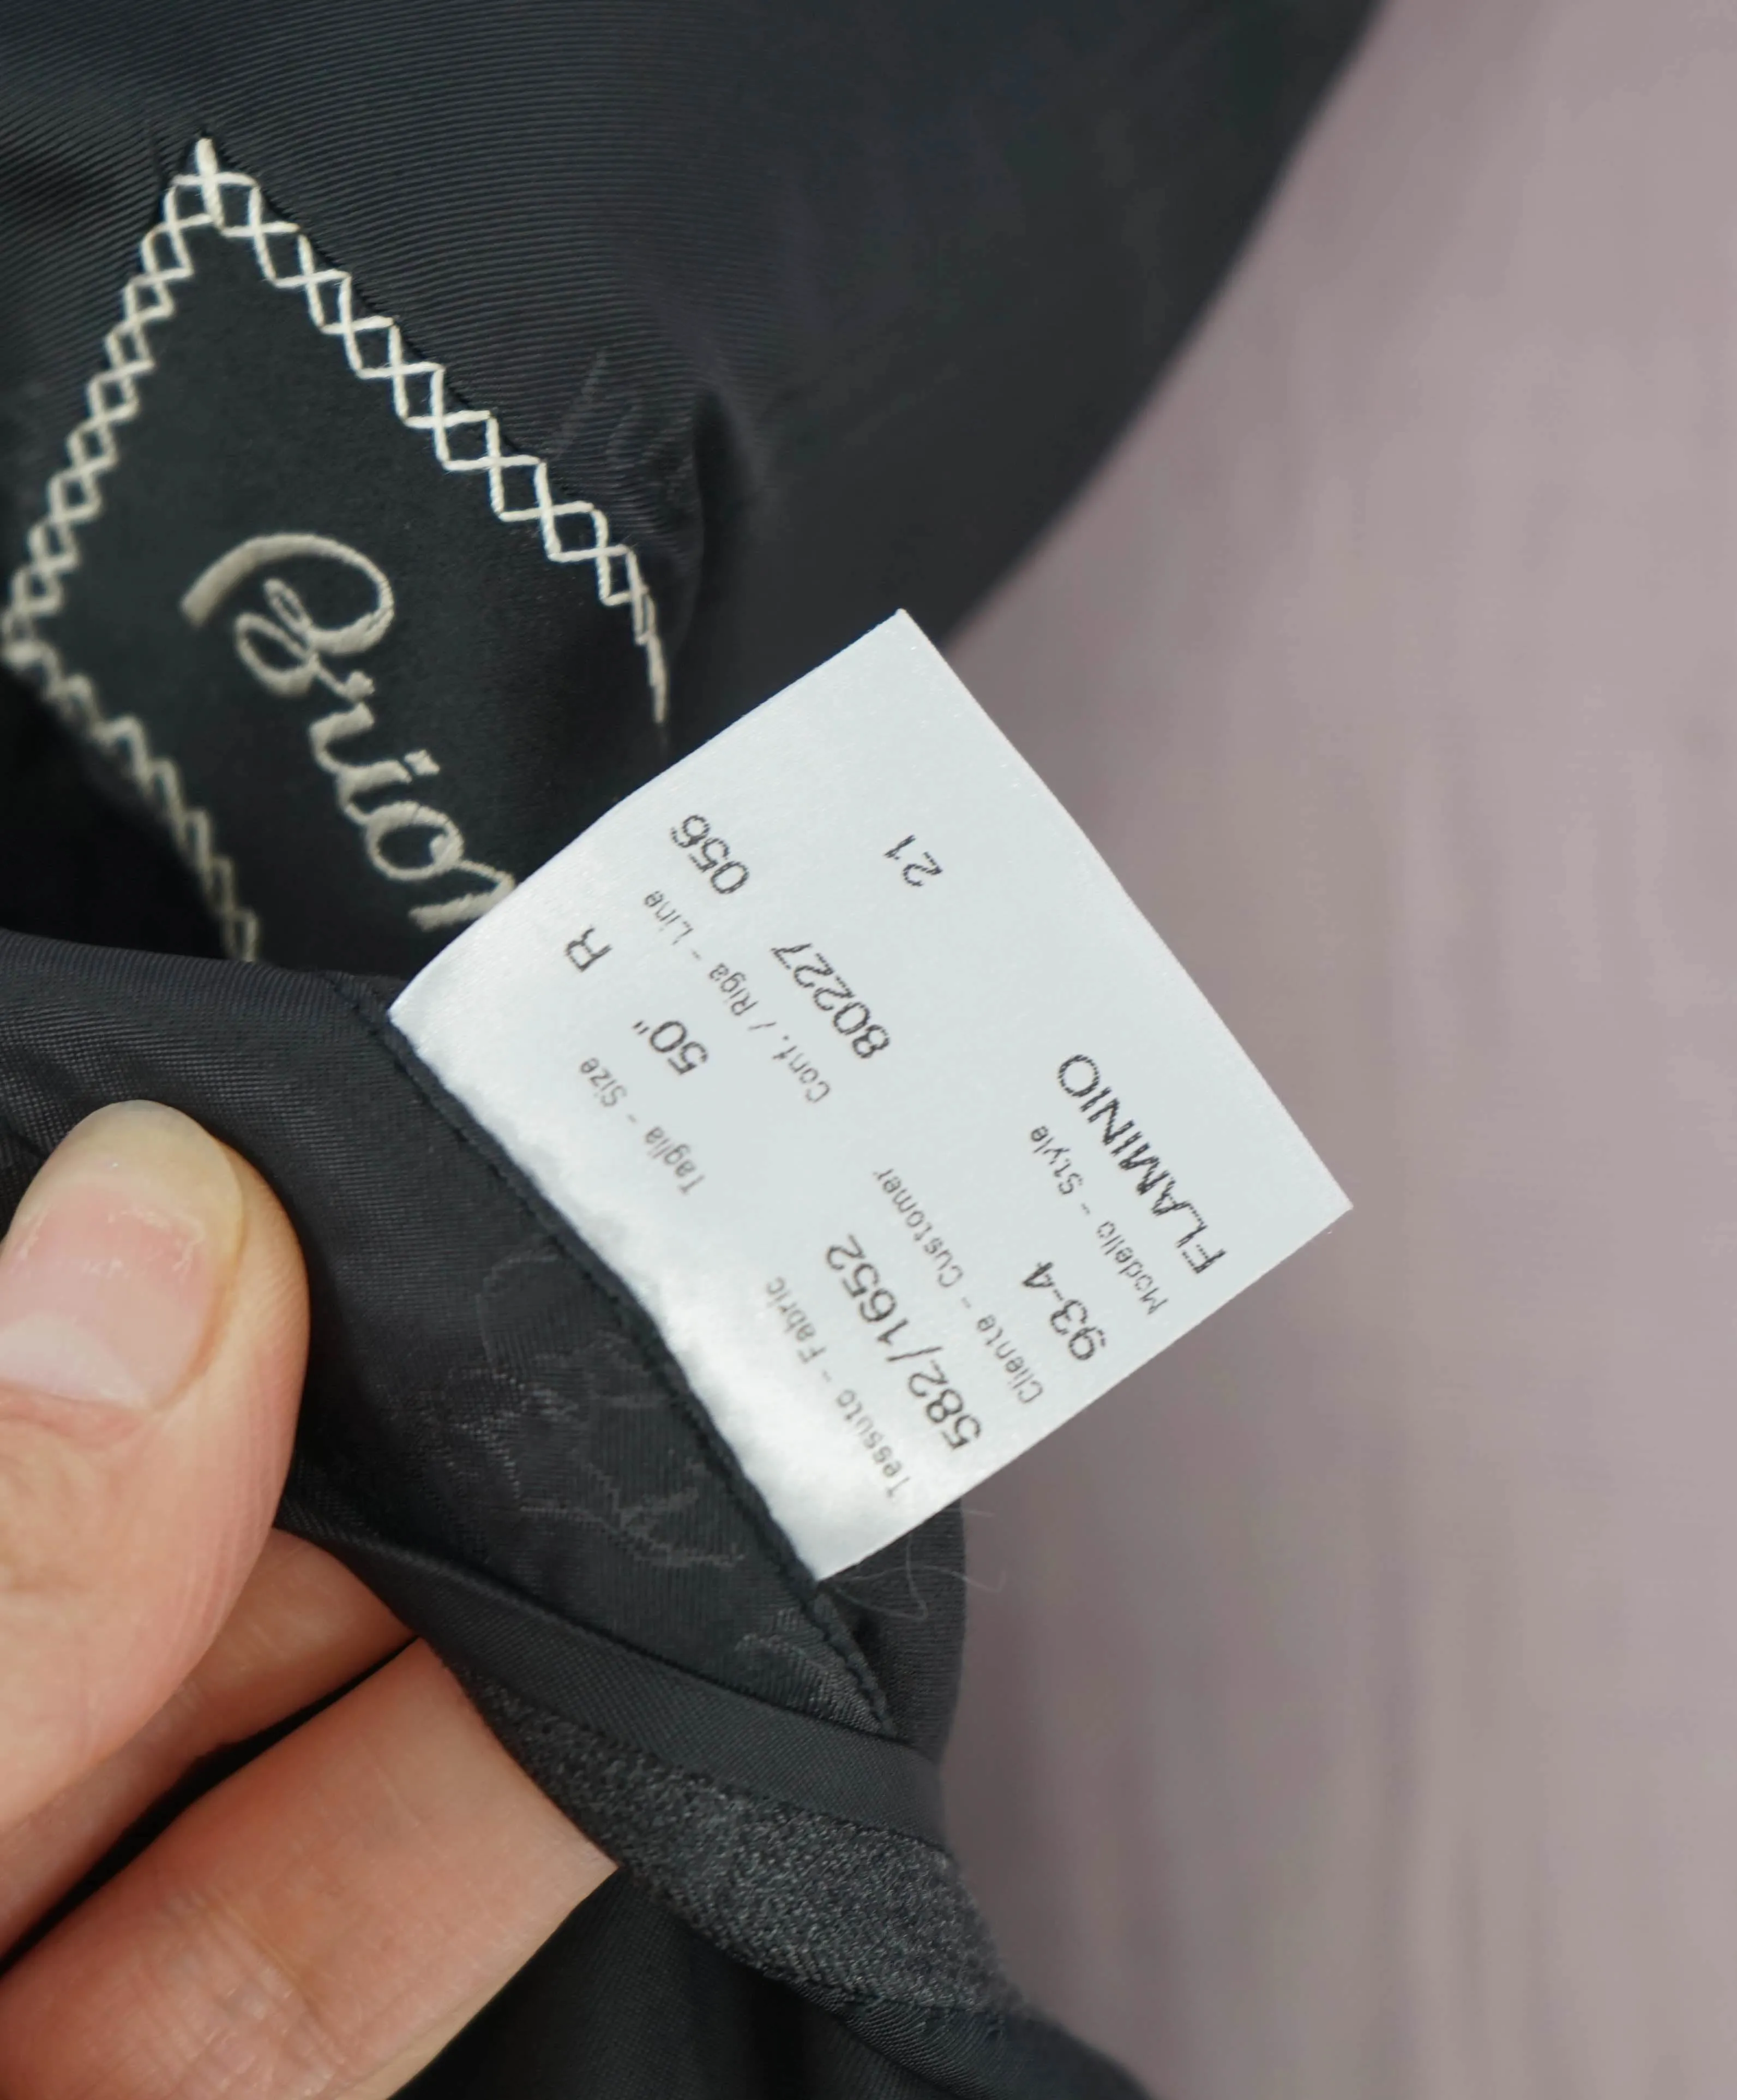 Brion
Taglia - Size
50" R
Conf. / Riga - Line
80227 056
Tessuto - Fabric
582/1652
Cliente - Customer
93-4 21
Modello - Style
FLAMINIO